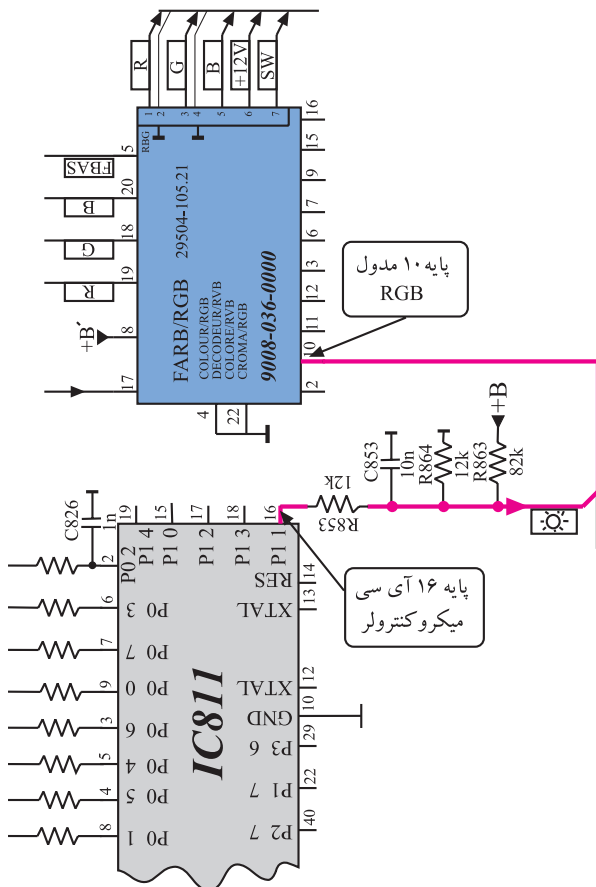 R
G
B
+12V
SW
1
2
3
4
5
6
7
RBG
FBAS
B
G
R
+B'
5
20
18
19
8
17
16
15
9
7
6
3
12
11
10
2
4
22
29504-105.21
FARB/RGB
COLOUR/RGB
DECODEUR/RVB
COLORE/RVB
CROMA/RGB
9008-036-0000
پایه ۱۰ مدول
RGB
C853
10n
R864
12k
R863
82k
+B
12k
R853
C826
1n
19
15
17
18
16
P0 2
P1 4
P1 0
P1 2
P1 3
P1 1
2
6
7
9
3
5
4
8
P0 3
P0 7
P0 0
P0 6
P0 4
P0 5
P0 1
RES
XTAL
XTAL
GND
P3 6
P1 7
P2 7
14
13
12
10
29
22
40
IC811
پایه ۱۶ آی سی
میکروکنترولر